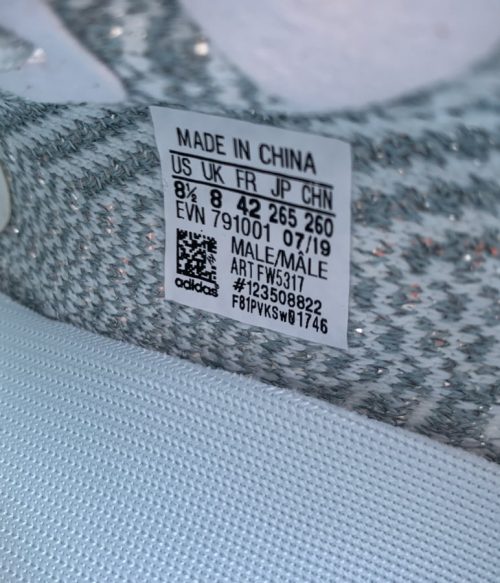 MADE IN CHINA
US UK FR JP CHN
8½ 8 42 265 260
EVN 791001 07/19
MALE/MÂLE
ART FW5317
#123508822
F81PVKSW01746
adidas